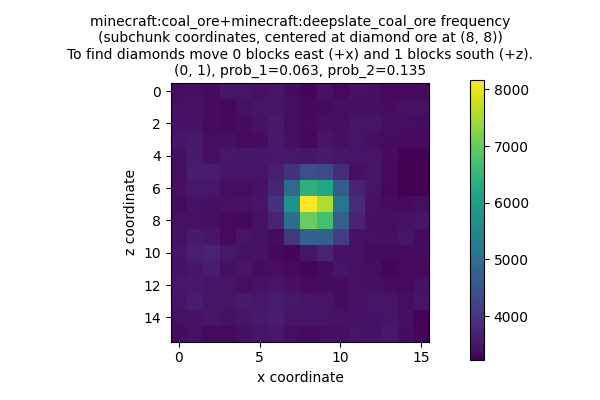 minecraft:coal_ore+minecraft:deepslate_coal_ore frequency
(subchunk coordinates, centered at diamond ore at (8, 8))
To find diamonds move 0 blocks east (+x) and 1 blocks south (+z).
(0, 1), prob_1=0.063, prob_2=0.135
0
2
4
6
8
10
12
14
z coordinate
0
5
10
15
x coordinate
8000
7000
6000
5000
4000